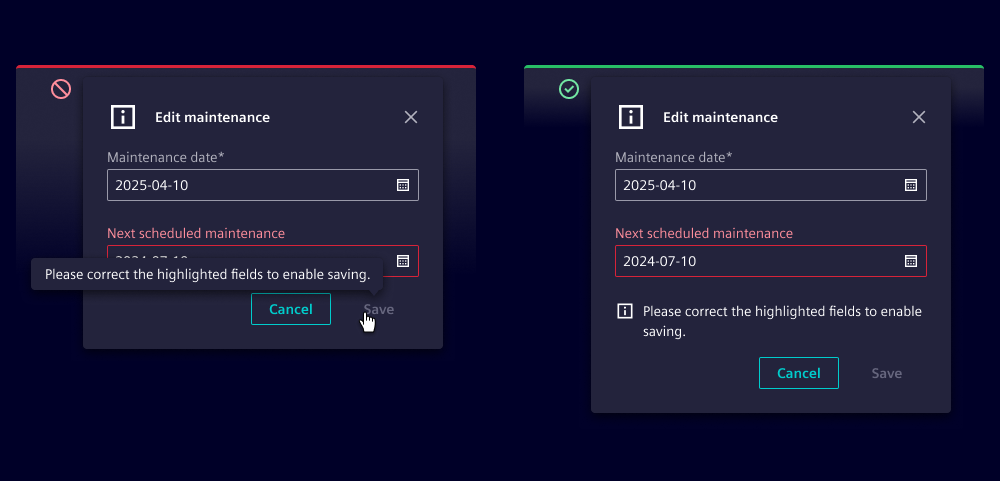 Edit maintenance
Maintenance date*
2025-04-10
Next scheduled maintenance
Please correct the highlighted fields to enable saving.
Cancel
Save
Edit maintenance
Maintenance date*
2025-04-10
Next scheduled maintenance
2024-07-10
Please correct the highlighted fields to enable
saving.
Cancel
Save